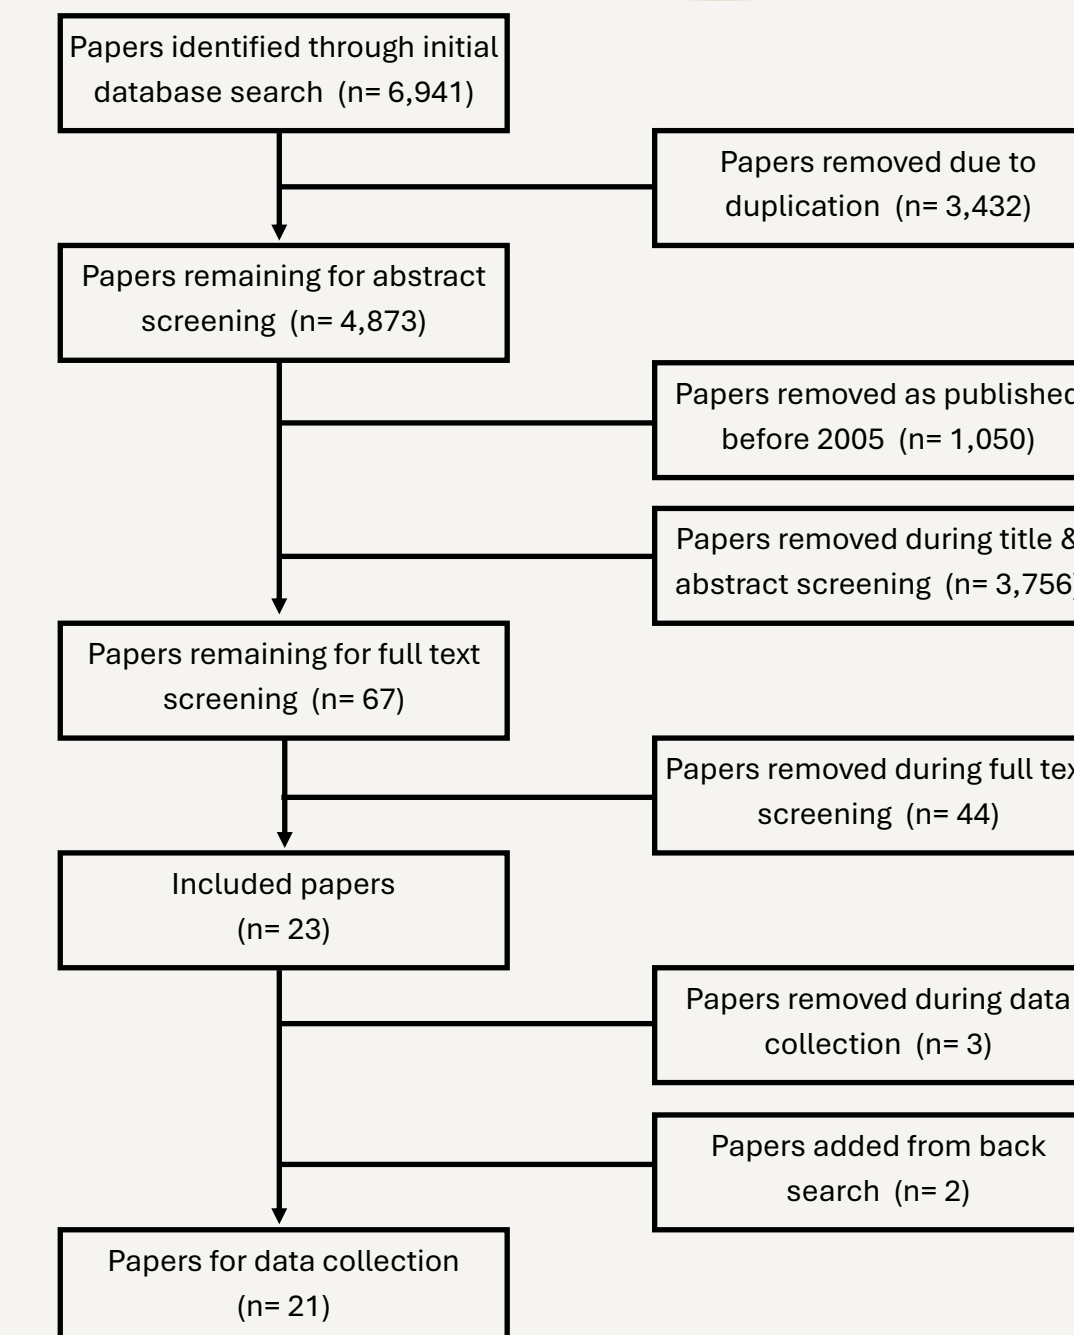 Papers identified through initial
database search (n= 6,941)
Papers removed due to
duplication (n= 3,432)
Papers remaining for abstract
screening (n= 4,873)
Papers removed as published
before 2005 (n= 1,050)
Papers removed during title &
abstract screening (n= 3,756)
Papers remaining for full text
screening (n= 67)
Papers removed during full tex
screening (n= 44)
Included papers
(n= 23)
Papers removed during data
collection (n= 3)
Papers added from back
search (n= 2)
Papers for data collection
(n= 21)